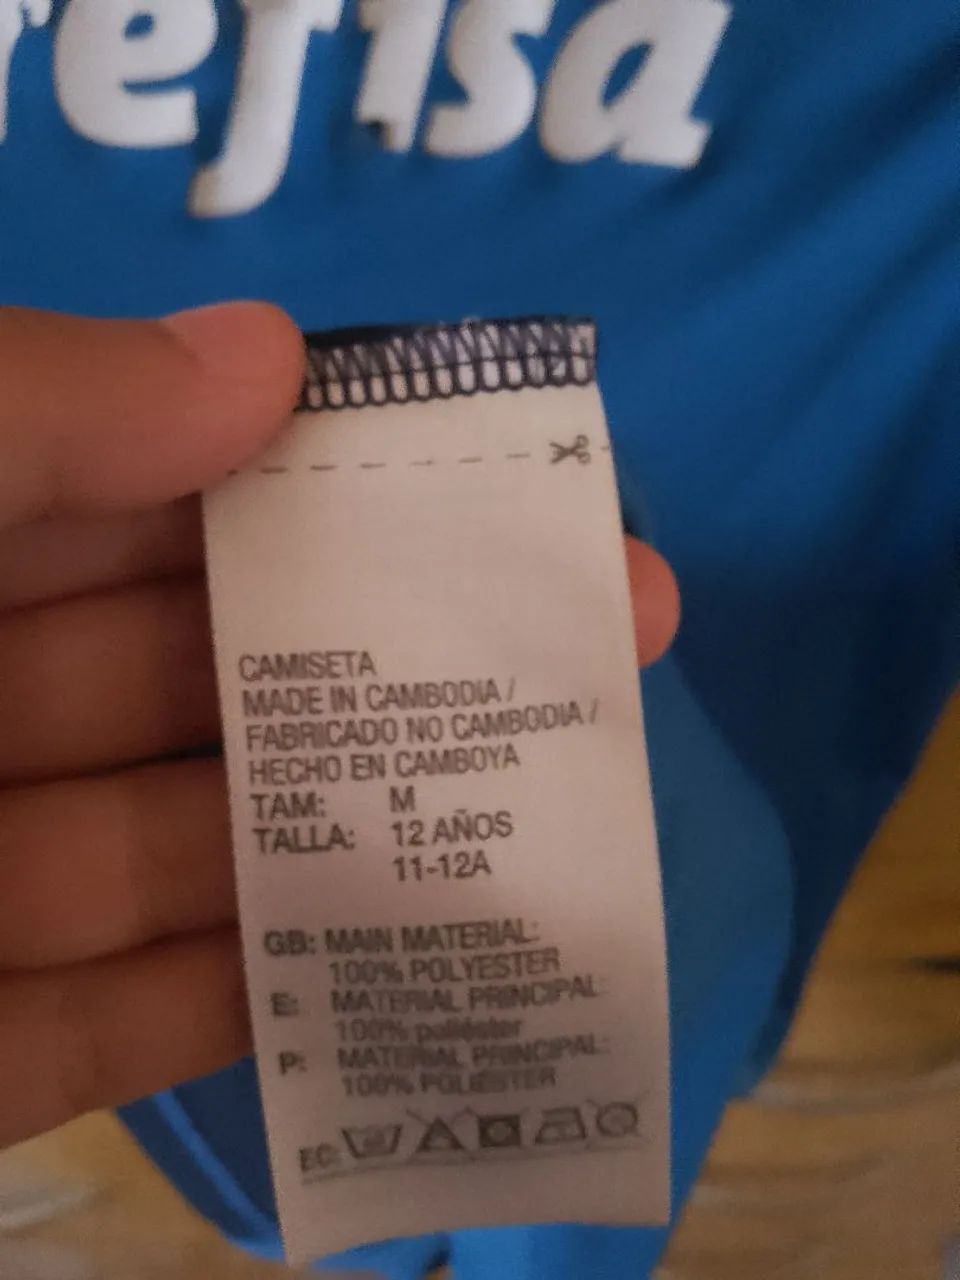 refisa
CAMISETA
MADE IN CAMBODIA /
FABRICADO NO CAMBODIA /
HECHO EN CAMBOYA
TAM: M
TALLA: 12 AÑOS
11-12A
GB: MAIN MATERIAL:
100% POLYESTER
E: MATERIAL PRINCIPAL:
100% poliéster
P: MATERIAL PRINCIPAL:
100% POLIÉSTER
EC: